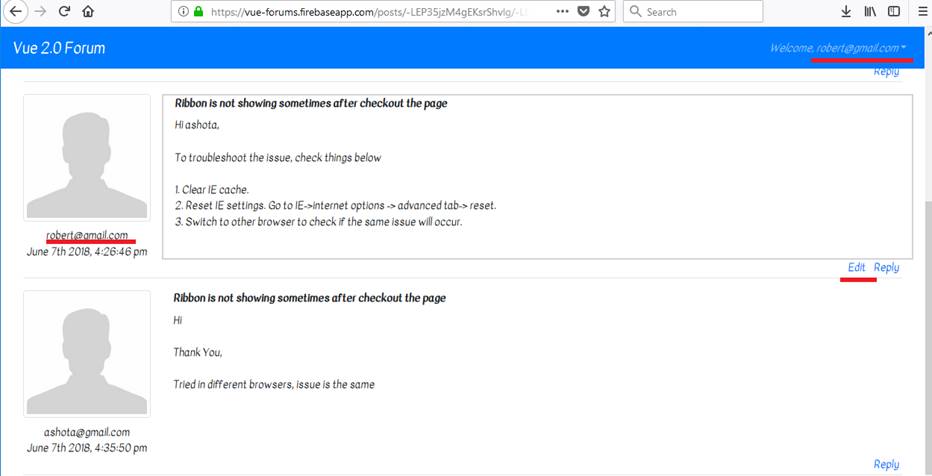 https://vue-forums.firebaseapp.com/posts/-LEP35jzM4gEKsrShvIg/-L
Search
Vue 2.0 Forum
Welcome, robert@gmail.com
Reply
Ribbon is not showing sometimes after checkout the page
Hi ashota,
To troubleshoot the issue, check things below
1. Clear IE cache.
2. Reset IE settings. Go to IE->internet options -> advanced tab-> reset.
3. Switch to other browser to check if the same issue will occur.
robert@gmail.com
June 7th 2018, 4:26:46 pm
Edit Reply
Ribbon is not showing sometimes after checkout the page
Hi
Thank You,
Tried in different browsers, issue is the same
ashota@gmail.com
June 7th 2018, 4:35:50 pm
Reply